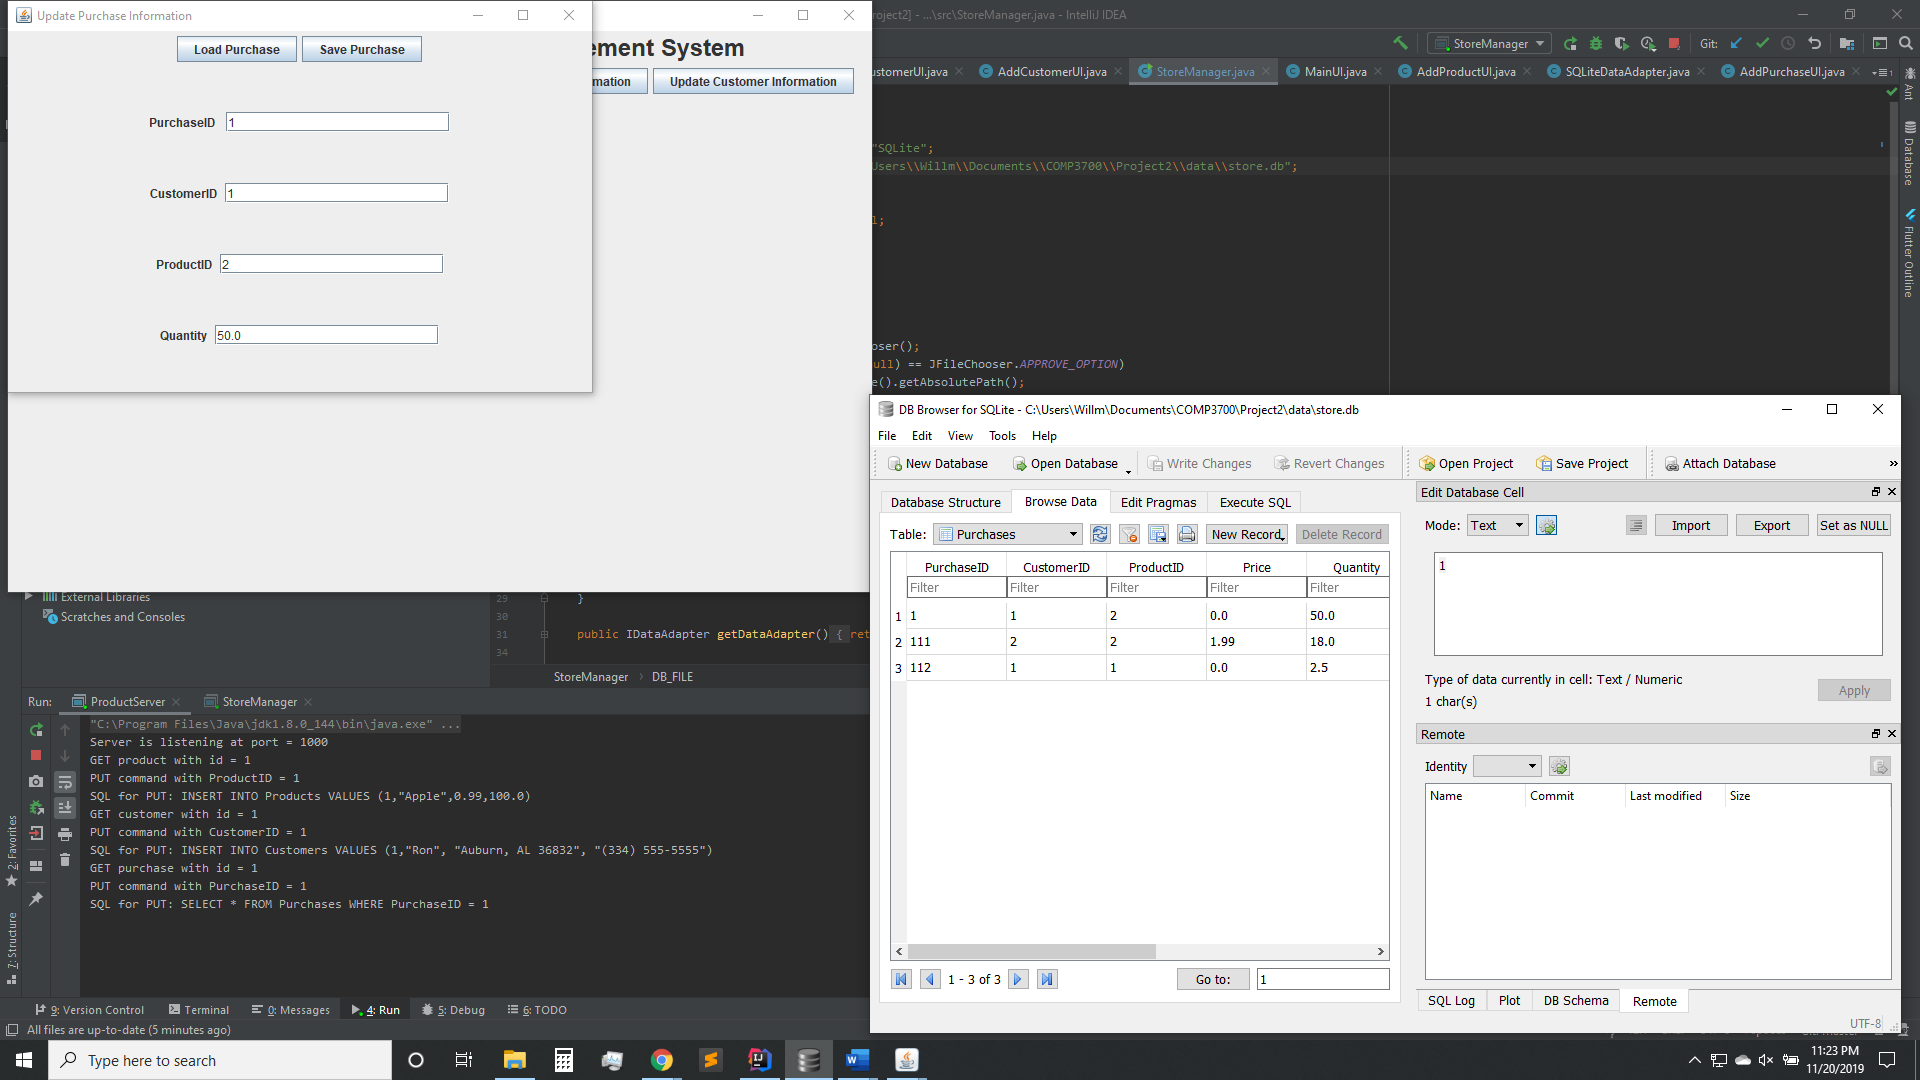 Update Purchase Information
Load Purchase Save Purchase
PurchaseID 1
CustomerID 1
ProductID 2
Quantity 50.0
ement System
mation Update Customer Information
roject2] - ...\src\StoreManager.java - IntelliJ IDEA
StoreManager Git:
ustomerUI.java AddCustomerUI.java StoreManager.java MainUI.java AddProductUI.java SQLiteDataAdapter.java AddPurchaseUI.java
"SQLite";
Users\\Willm\\Documents\\COMP3700\\Project2\\data\\store.db";
l;
oser();
ull) == JFileChooser.APPROVE_OPTION)
e().getAbsolutePath();
Ant
Database
Flutter Outline
External Libraries
Scratches and Consoles
29 }
30
31 public IDataAdapter getDataAdapter() { ret
34
StoreManager DB_FILE
Run: ProductServer StoreManager
"C:\Program Files\Java\jdk1.8.0_144\bin\java.exe" ...
Server is listening at port = 1000
GET product with id = 1
PUT command with ProductID = 1
SQL for PUT: INSERT INTO Products VALUES (1,"Apple",0.99,100.0)
GET customer with id = 1
PUT command with CustomerID = 1
SQL for PUT: INSERT INTO Customers VALUES (1,"Ron", "Auburn, AL 36832", "(334) 555-5555")
GET purchase with id = 1
PUT command with PurchaseID = 1
SQL for PUT: SELECT * FROM Purchases WHERE PurchaseID = 1
2: Favorites
7: Structure
9: Version Control Terminal 0: Messages 4: Run 5: Debug 6: TODO
All files are up-to-date (5 minutes ago)
DB Browser for SQLite - C:\Users\Willm\Documents\COMP3700\Project2\data\store.db
File Edit View Tools Help
New Database Open Database Write Changes Revert Changes Open Project Save Project Attach Database »
Database Structure Browse Data Edit Pragmas Execute SQL
Table: Purchases New Record Delete Record
PurchaseID CustomerID ProductID Price Quantity
Filter Filter Filter Filter Filter
1 1 1 2 0.0 50.0
2 111 2 2 1.99 18.0
3 112 1 1 0.0 2.5
1 - 3 of 3 Go to: 1
Edit Database Cell
Mode: Text Import Export Set as NULL
1
Type of data currently in cell: Text / Numeric
1 char(s)
Apply
Remote
Identity
Name Commit Last modified Size
SQL Log Plot DB Schema Remote
UTF-8
Type here to search
11:23 PM
11/20/2019